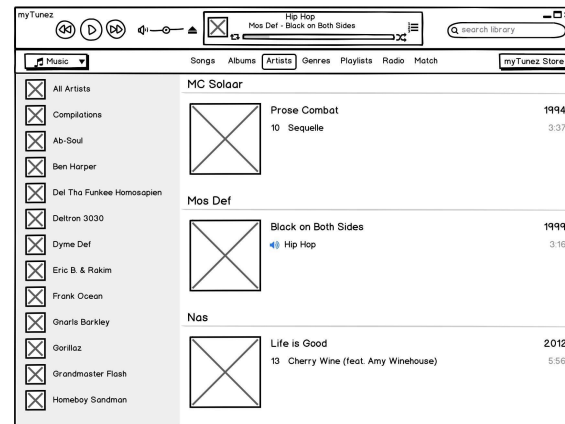 myTunez
Hip Hop
Mos Def - Black on Both Sides
search library
Music
Songs Albums Artists Genres Playlists Radio Match
myTunez Store
All Artists
Compilations
Ab-Soul
Ben Harper
Del Tha Funkee Homosapien
Deltron 3030
Dyme Def
Eric B. & Rakim
Frank Ocean
Gnarls Barkley
Gorillaz
Grandmaster Flash
Homeboy Sandman
MC Solaar
Prose Combat 1994
10 Sequelle 3:37
Mos Def
Black on Both Sides 1999
Hip Hop 3:16
Nas
Life is Good 2012
13 Cherry Wine (feat. Amy Winehouse) 5:56